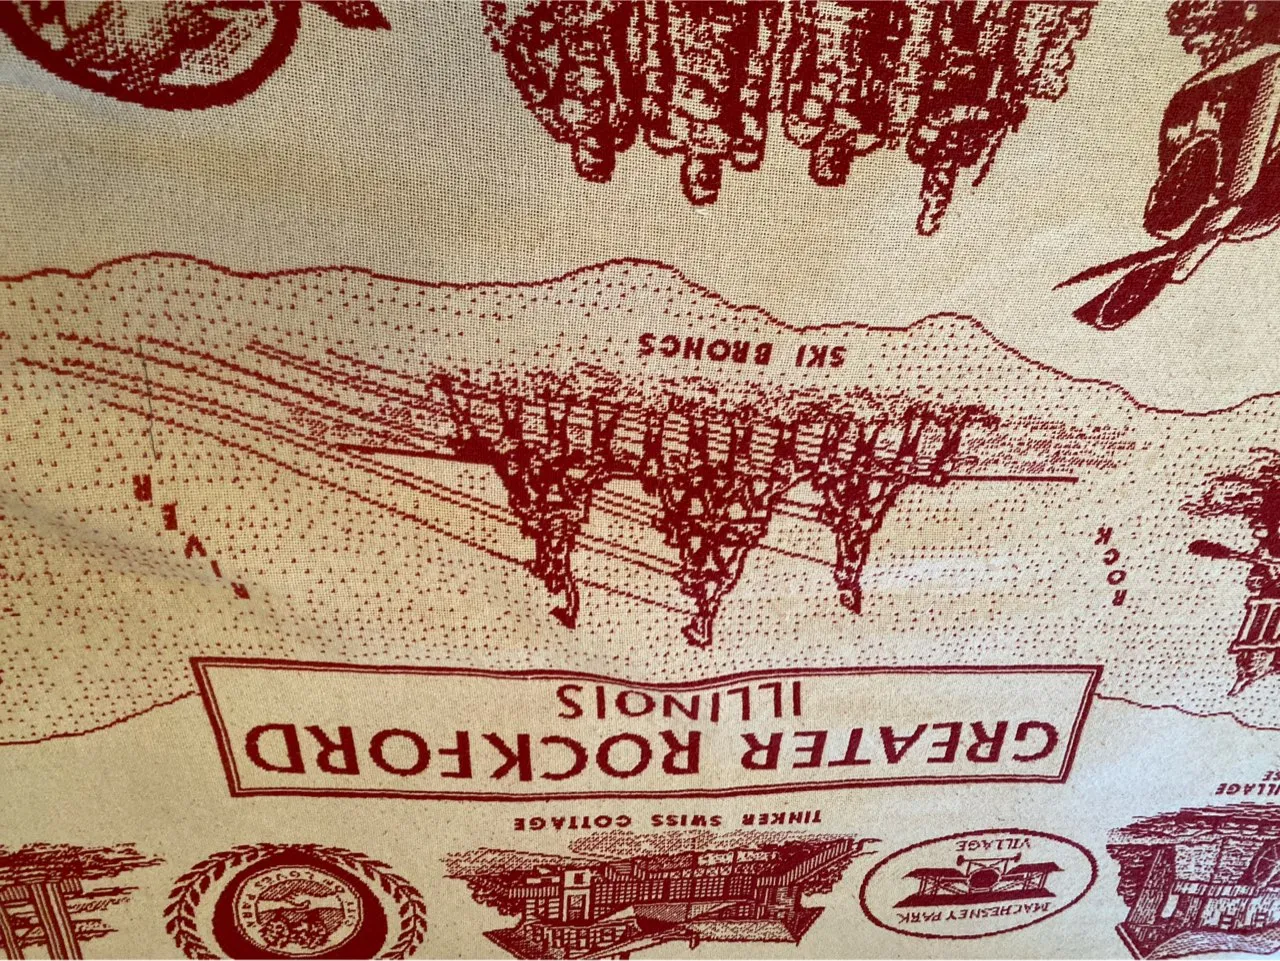 MACHESNEY PARK
VILLAGE
TINKER SWISS COTTAGE
GREATER ROCKFORD
ILLINOIS
ROCK
RIVER
SKI BRONCS